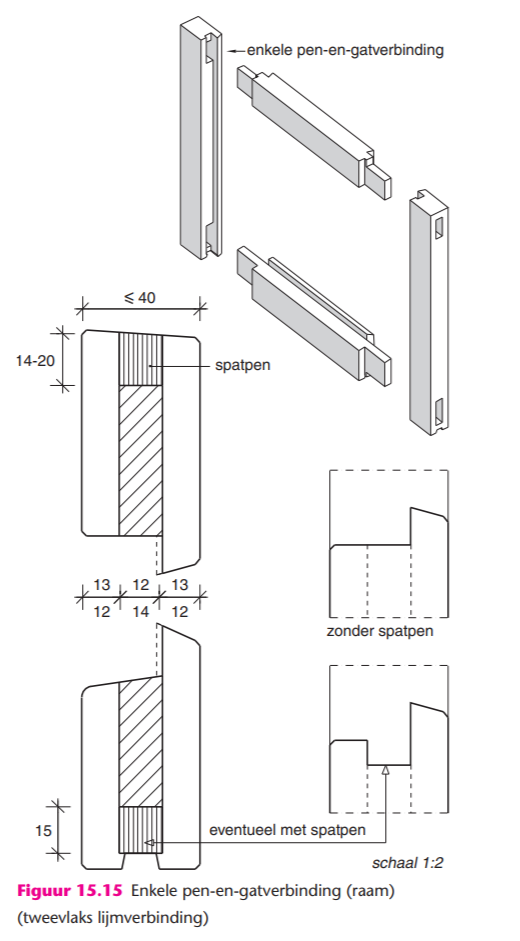 enkele pen-en-gatverbinding
⩽ 40
14-20
spatpen
13 12 13
12 14 12
zonder spatpen
15
eventueel met spatpen
schaal 1:2
Figuur 15.15 Enkele pen-en-gatverbinding (raam)
(tweevlaks lijmverbinding)